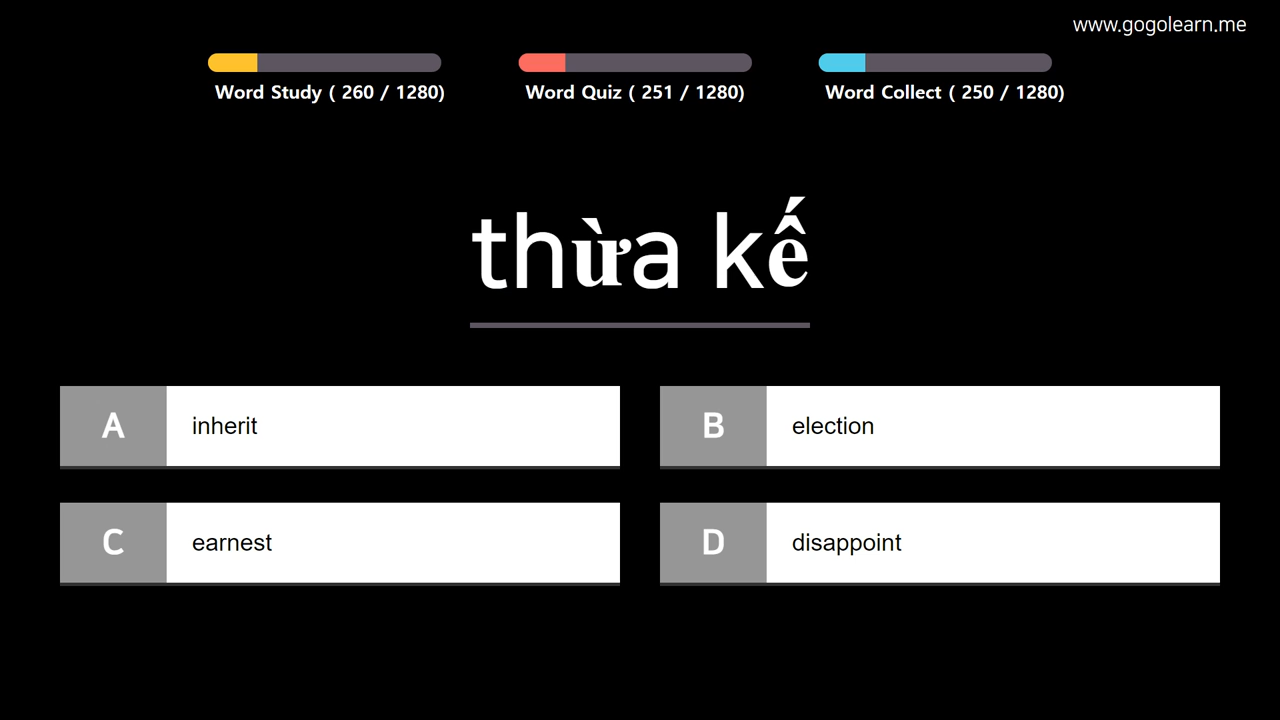 www.gogolearn.me
Word Study ( 260 / 1280)
Word Quiz ( 251 / 1280)
Word Collect ( 250 / 1280)
thừa kế
A
inherit
B
election
C
earnest
D
disappoint